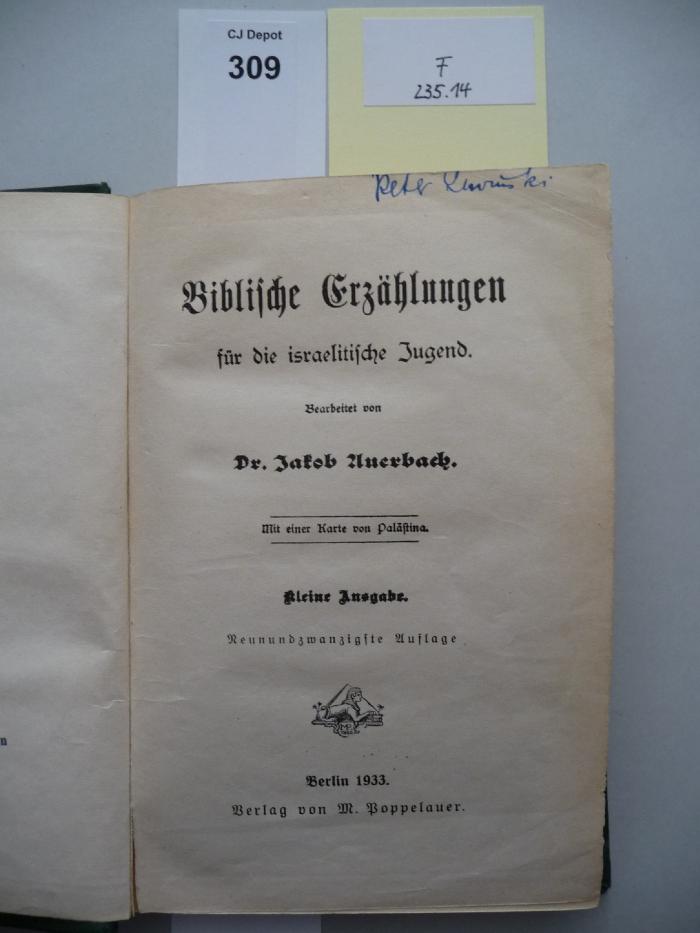 CJ Depot
309
F
235.14
Peter
Biblische Erzählungen
für die israelitische Jugend.
Bearbeitet von
Dr. Jakob Auerbach.
Mit einer Karte von Palästina.
Kleine Ausgabe.
Neunundzwanzigste Auflage
Berlin 1933.
Verlag von M. Poppelauer.